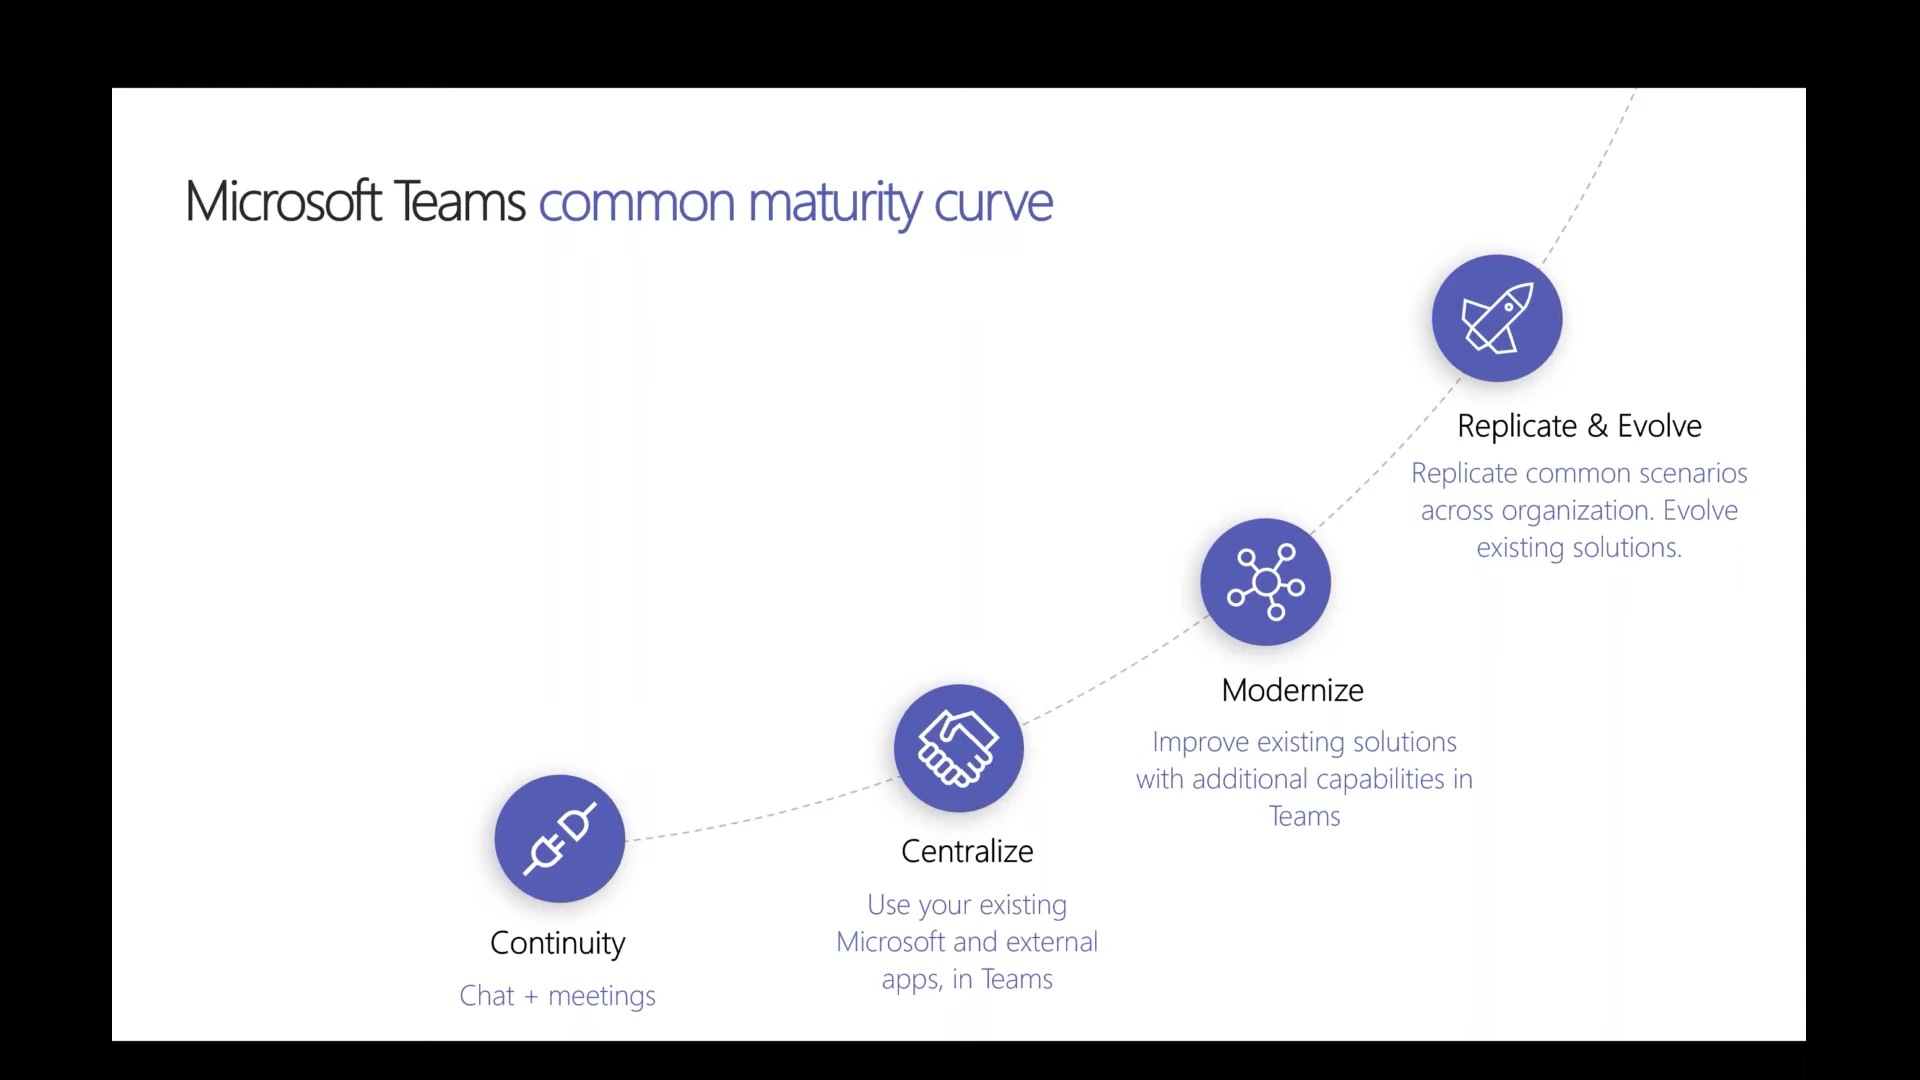 Microsoft Teams common maturity curve
Continuity
Chat + meetings
Centralize
Use your existing
Microsoft and external
apps, in Teams
Modernize
Improve existing solutions
with additional capabilities in
Teams
Replicate & Evolve
Replicate common scenarios
across organization. Evolve
existing solutions.